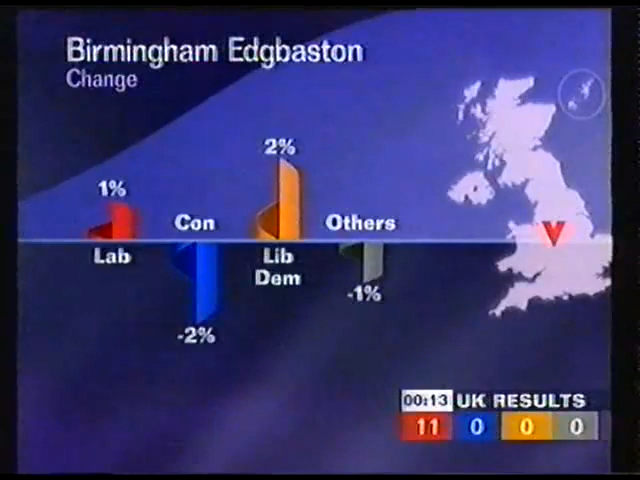 Birmingham Edgbaston
Change
2%
1%
Con
Others
Lab
Lib
Dem
-1%
-2%
00:13 UK RESULTS
11 0 0 0